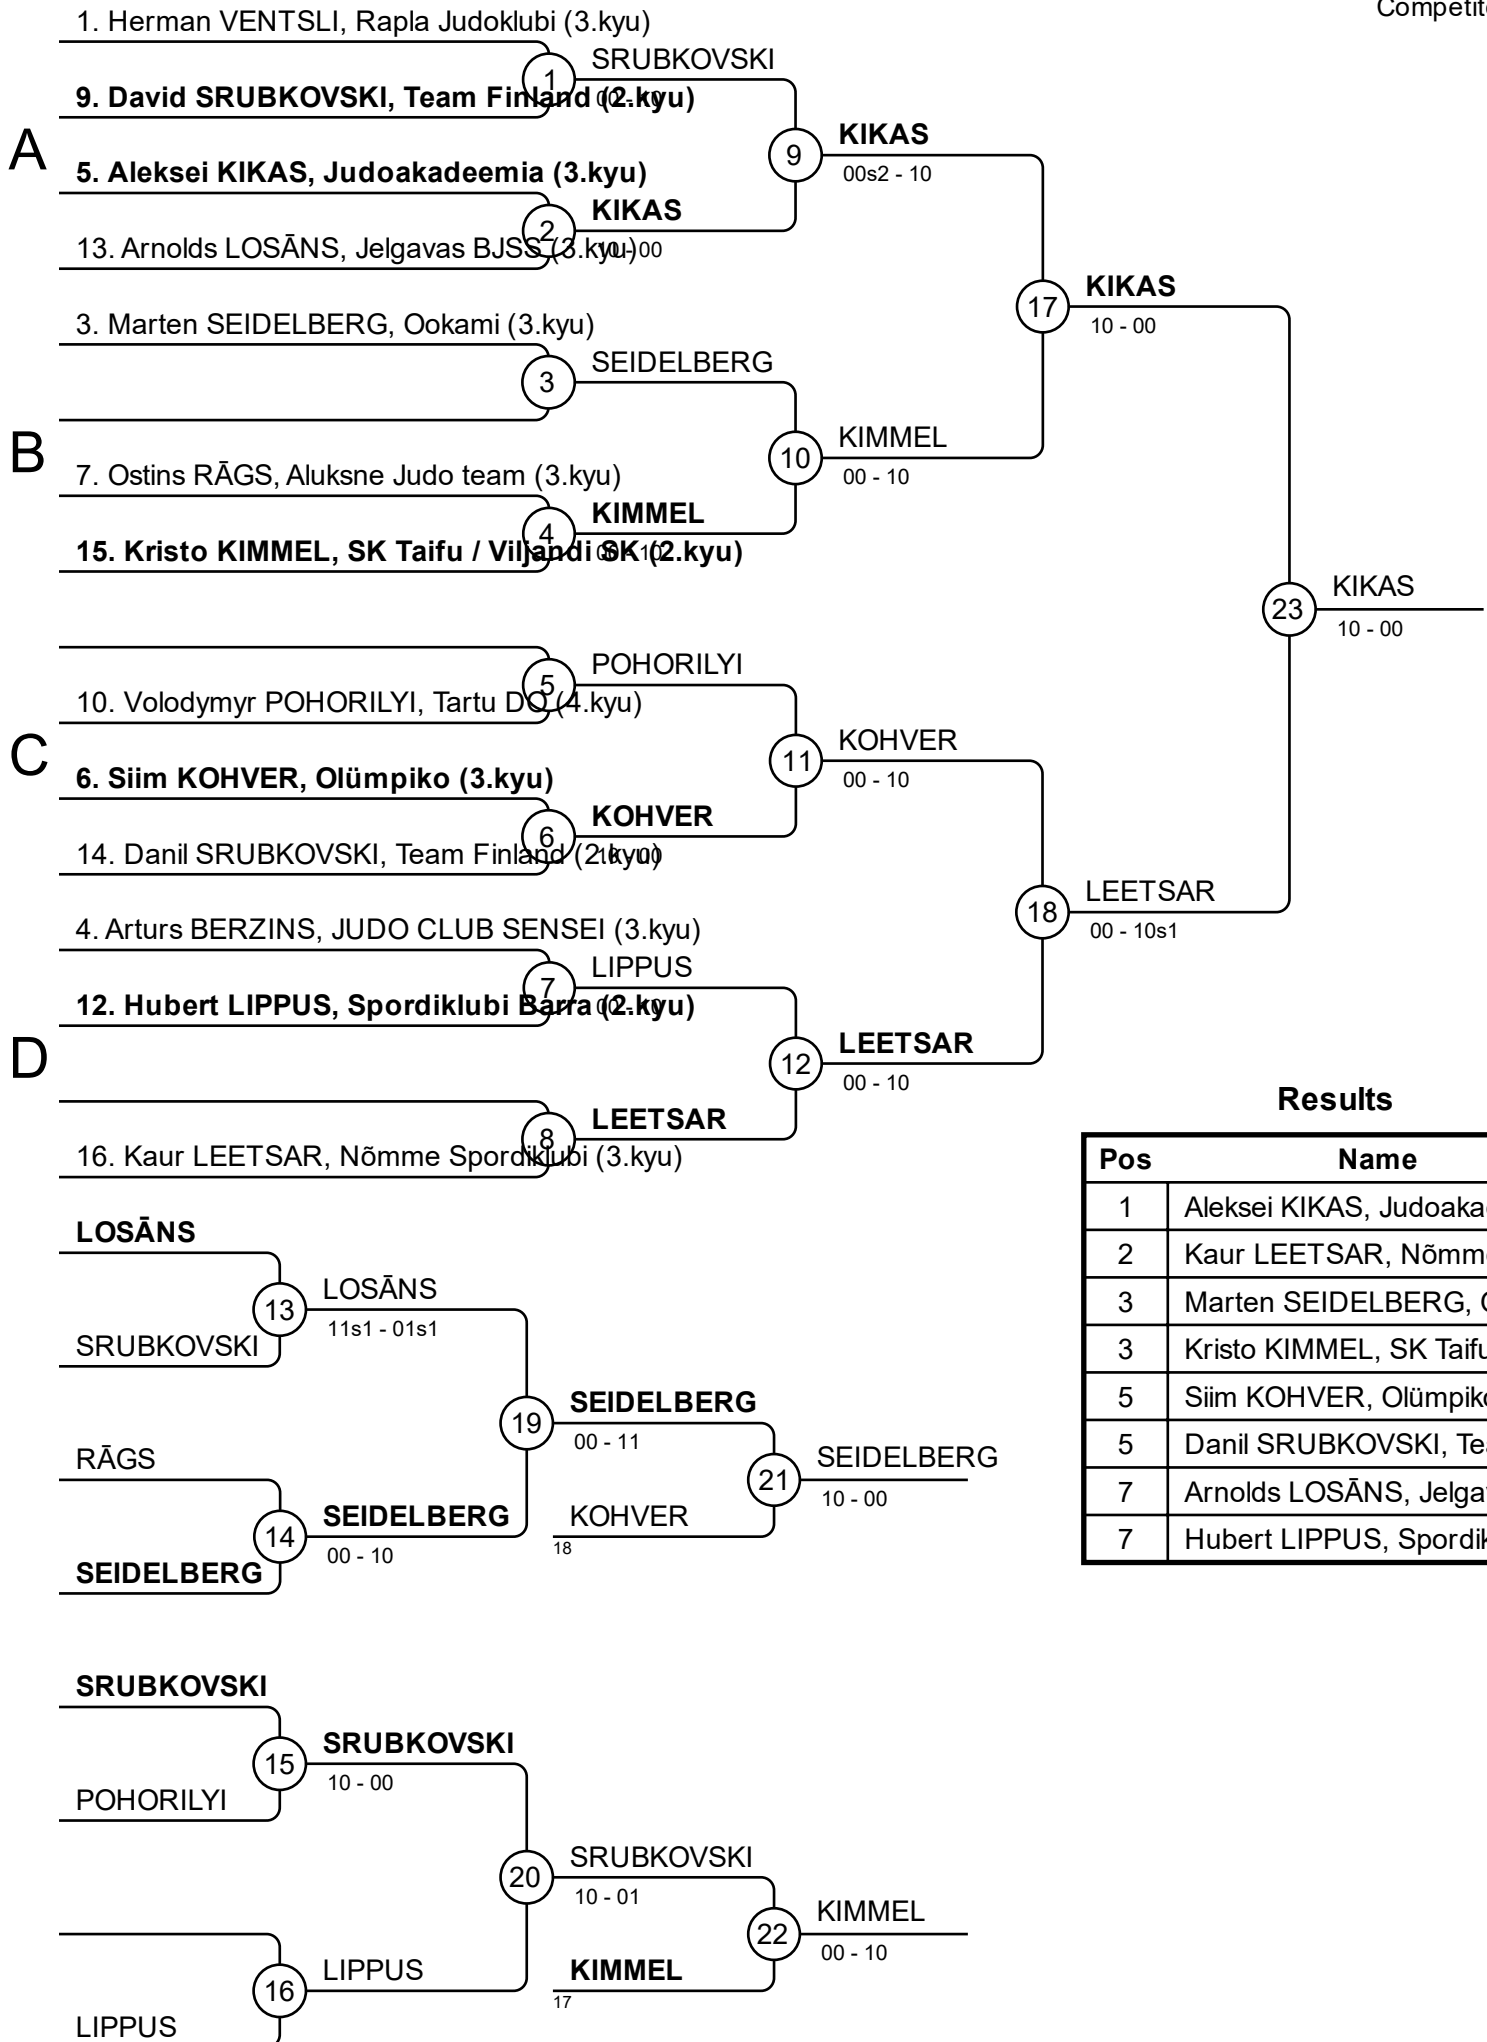 Competit
1. Herman VENTSLI, Rapla Judoklubi (3.kyu)
1
SRUBKOVSKI
9. David SRUBKOVSKI, Team Finland (2.kyu)
A
9
KIKAS
00s2 - 10
5. Aleksei KIKAS, Judoakadeemia (3.kyu)
2
KIKAS
10 - 00
13. Arnolds LOSĀNS, Jelgavas BJSS (3.kyu)
17
KIKAS
10 - 00
3. Marten SEIDELBERG, Ookami (3.kyu)
3
SEIDELBERG
B
10
KIMMEL
00 - 10
7. Ostins RĀGS, Aluksne Judo team (3.kyu)
4
KIMMEL
15. Kristo KIMMEL, SK Taifu / Viljandi SK (2.kyu)
23
KIKAS
10 - 00
5
POHORILYI
10. Volodymyr POHORILYI, Tartu DO (4.kyu)
C
11
KOHVER
00 - 10
6. Siim KOHVER, Olümpiko (3.kyu)
6
KOHVER
14. Danil SRUBKOVSKI, Team Finland (2.kyu)
18
LEETSAR
00 - 10s1
4. Arturs BERZINS, JUDO CLUB SENSEI (3.kyu)
7
LIPPUS
12. Hubert LIPPUS, Spordiklubi Barra (2.kyu)
D
12
LEETSAR
00 - 10
8
LEETSAR
16. Kaur LEETSAR, Nõmme Spordiklubi (3.kyu)
Results
Pos Name
1 Aleksei KIKAS, Judoaka
2 Kaur LEETSAR, Nõmm
3 Marten SEIDELBERG,
3 Kristo KIMMEL, SK Taifu
5 Siim KOHVER, Olümpik
5 Danil SRUBKOVSKI, Te
7 Arnolds LOSĀNS, Jelga
7 Hubert LIPPUS, Spordik
LOSĀNS
13
LOSĀNS
11s1 - 01s1
SRUBKOVSKI
19
SEIDELBERG
00 - 11
RĀGS
14
SEIDELBERG
00 - 10
SEIDELBERG
21
SEIDELBERG
10 - 00
KOHVER
18
SRUBKOVSKI
15
SRUBKOVSKI
10 - 00
POHORILYI
20
SRUBKOVSKI
10 - 01
22
KIMMEL
00 - 10
KIMMEL
17
16
LIPPUS
LIPPUS